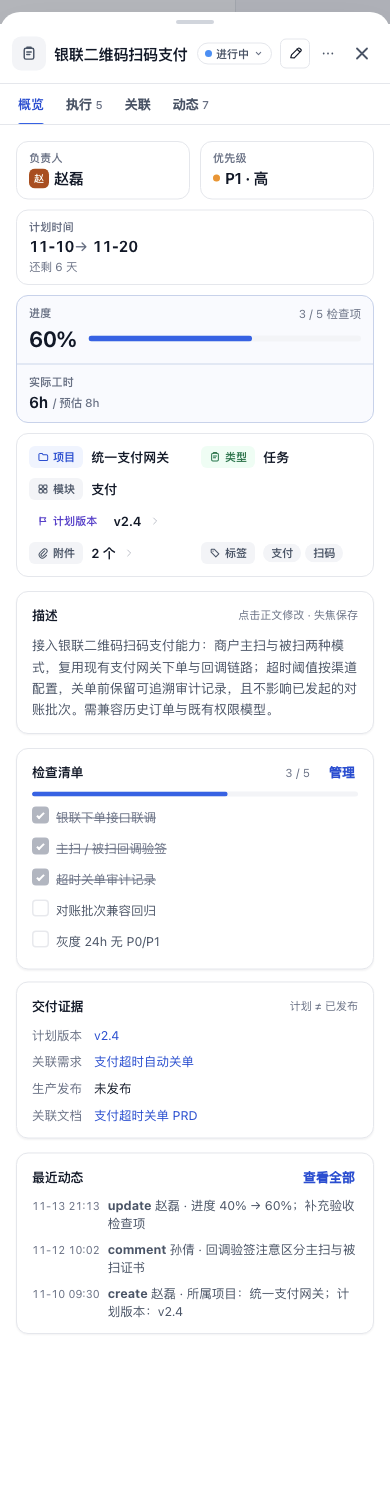 银联二维码扫码支付 进行中
概览 执行 5 关联 动态 7
负责人
赵 赵磊
优先级
P1 · 高
计划时间
11-10→ 11-20
还剩 6 天
进度 3 / 5 检查项
60%
实际工时
6h / 预估 8h
项目 统一支付网关 类型 任务
模块 支付
计划版本 v2.4
附件 2 个 标签 支付 扫码
描述 点击正文修改 · 失焦保存
接入银联二维码扫码支付能力：商户主扫与被扫两种模
式，复用现有支付网关下单与回调链路；超时阈值按渠道
配置，关单前保留可追溯审计记录，且不影响已发起的对
账批次。需兼容历史订单与既有权限模型。
检查清单 3 / 5 管理
银联下单接口联调
主扫 / 被扫回调验签
超时关单审计记录
对账批次兼容回归
灰度 24h 无 P0/P1
交付证据 计划 ≠ 已发布
计划版本 v2.4
关联需求 支付超时自动关单
生产发布 未发布
关联文档 支付超时关单 PRD
最近动态 查看全部
11-13 21:13 update 赵磊 · 进度 40% → 60%；补充验收
检查项
11-12 10:02 comment 孙倩 · 回调验签注意区分主扫与被
扫证书
11-10 09:30 create 赵磊 · 所属项目：统一支付网关；计
划版本：v2.4